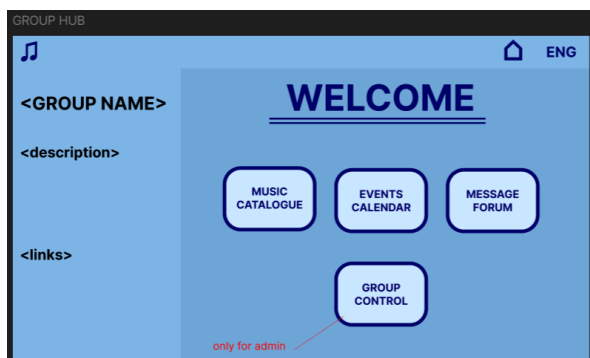 GROUP HUB
ENG
<GROUP NAME>
<description>
<links>
WELCOME
MUSIC
CATALOGUE
EVENTS
CALENDAR
MESSAGE
FORUM
GROUP
CONTROL
only for admin